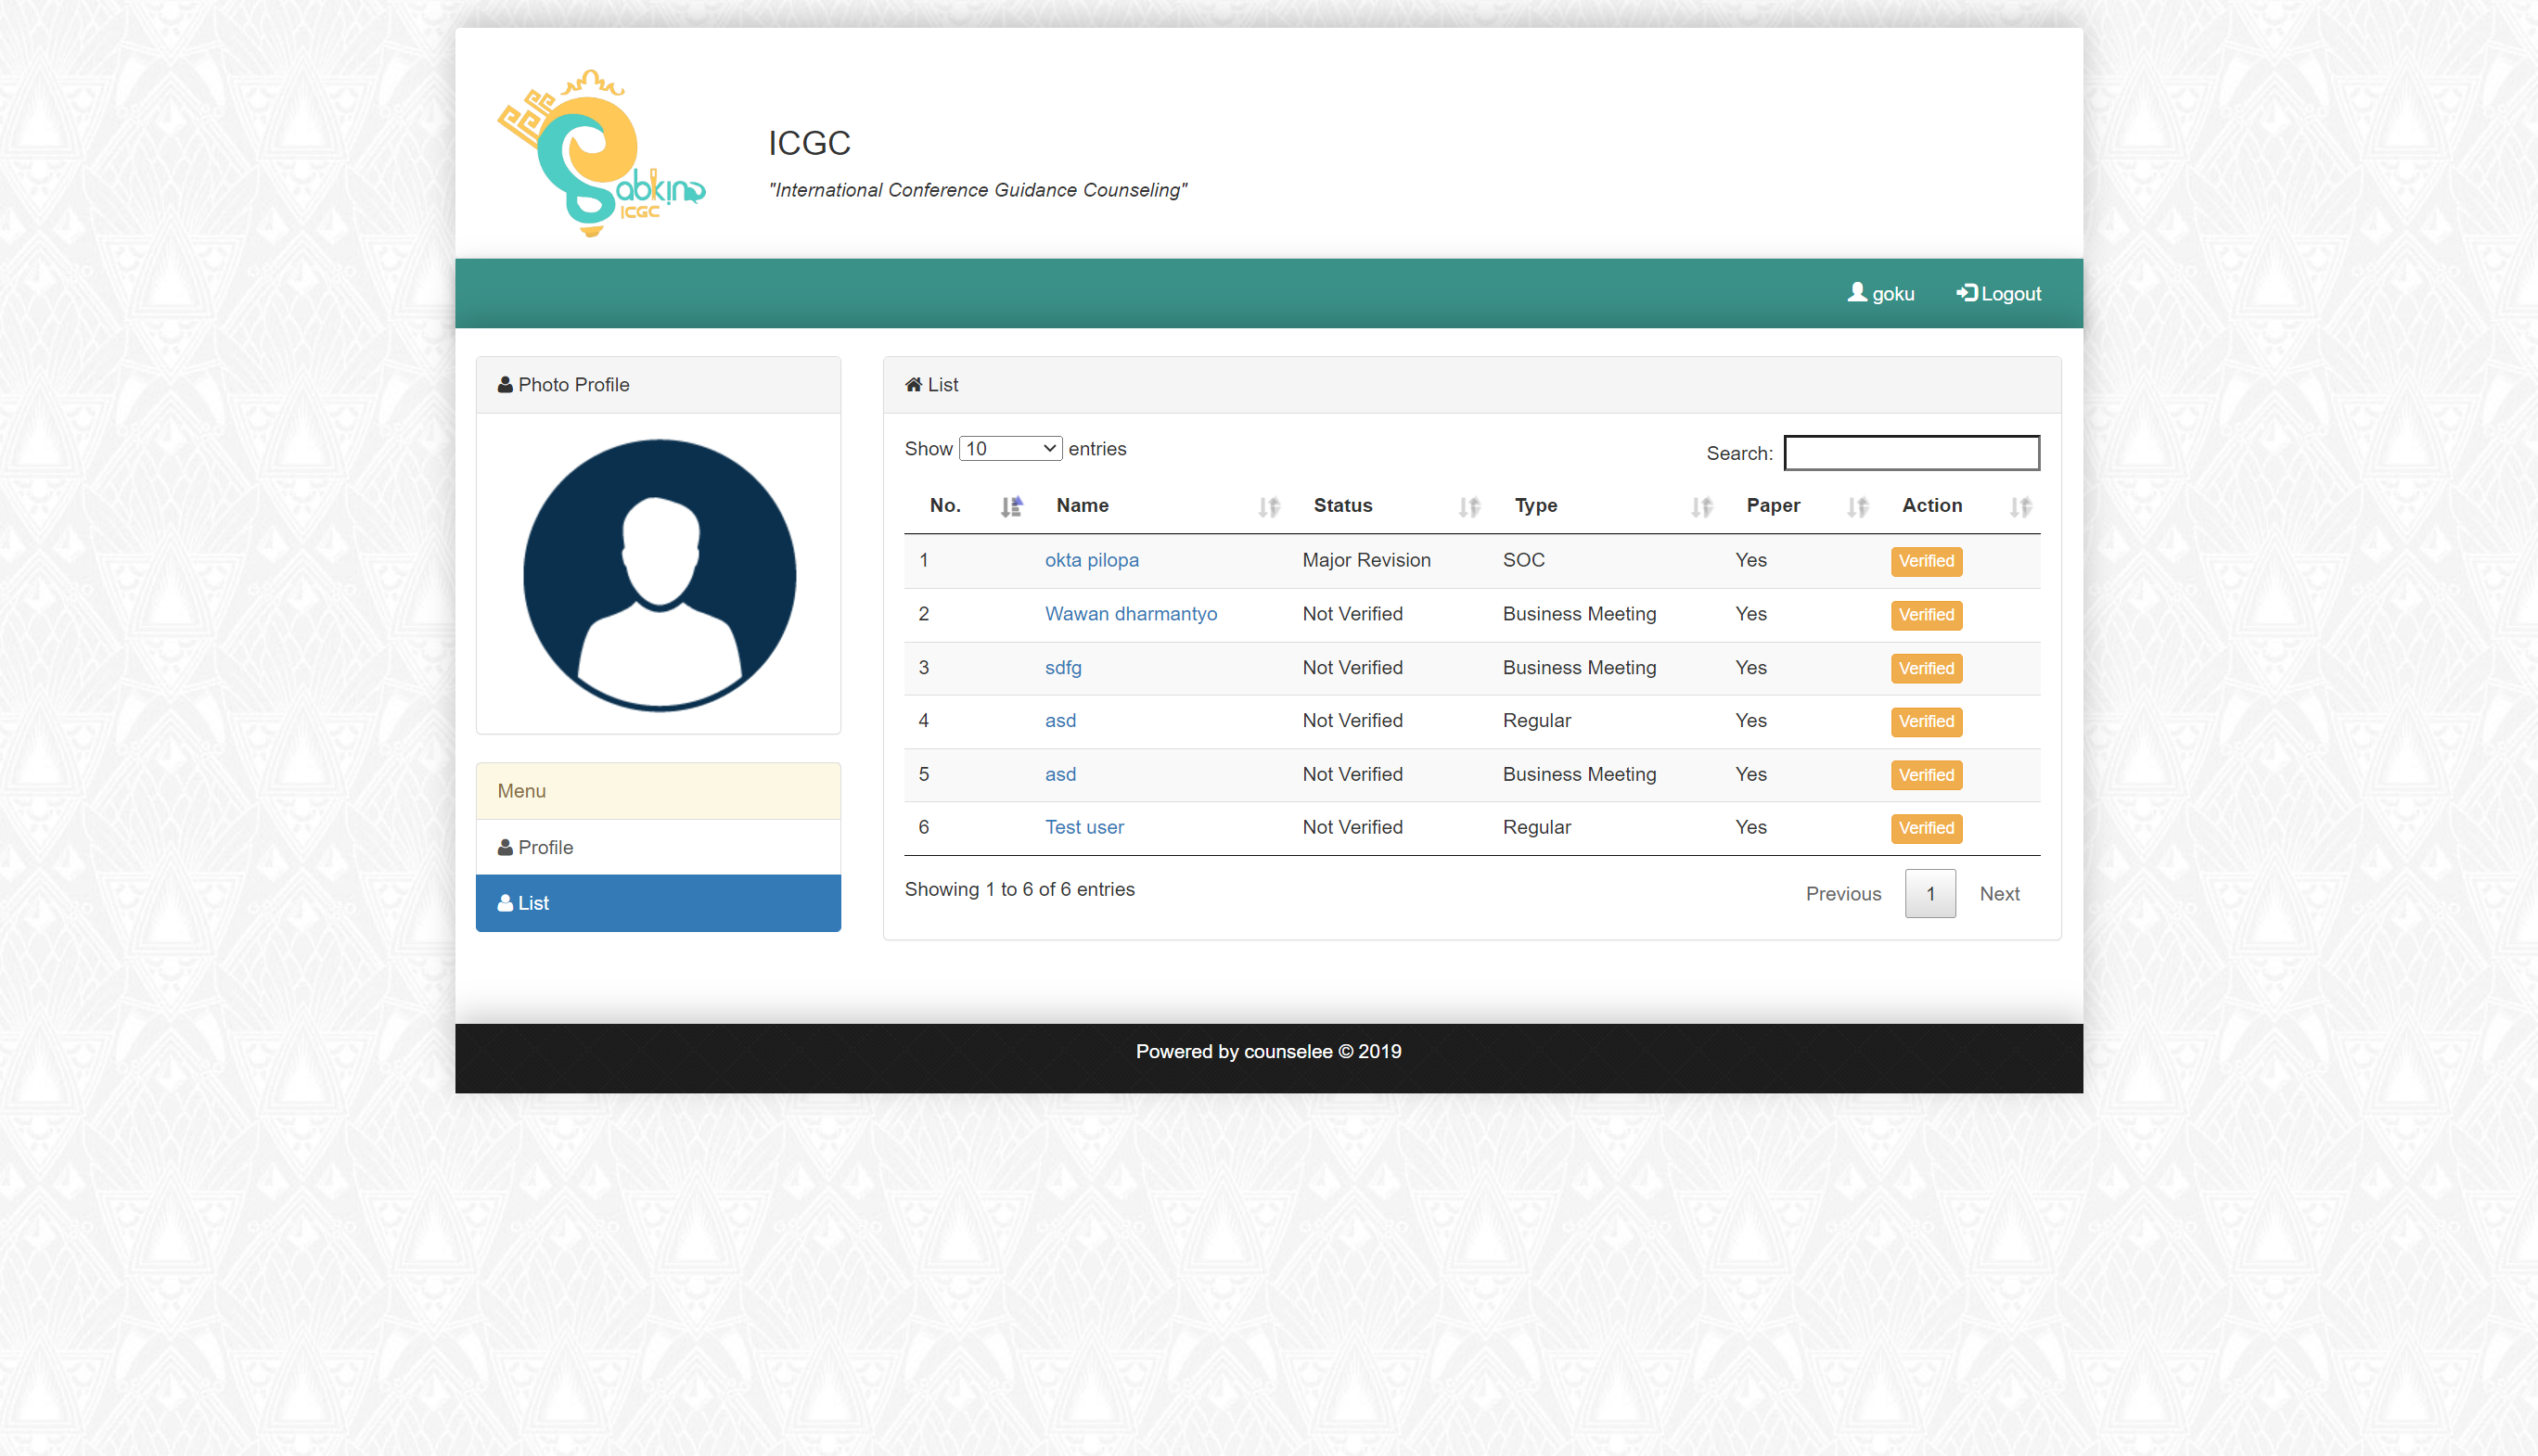 abkin
ICGC
ICGC
"International Conference Guidance Counseling"
goku Logout
Photo Profile
Menu
Profile
List
List
Show 10 entries Search:
No. Name Status Type Paper Action
1 okta pilopa Major Revision SOC Yes Verified
2 Wawan dharmantyo Not Verified Business Meeting Yes Verified
3 sdfg Not Verified Business Meeting Yes Verified
4 asd Not Verified Regular Yes Verified
5 asd Not Verified Business Meeting Yes Verified
6 Test user Not Verified Regular Yes Verified
Showing 1 to 6 of 6 entries Previous 1 Next
Powered by counselee © 2019